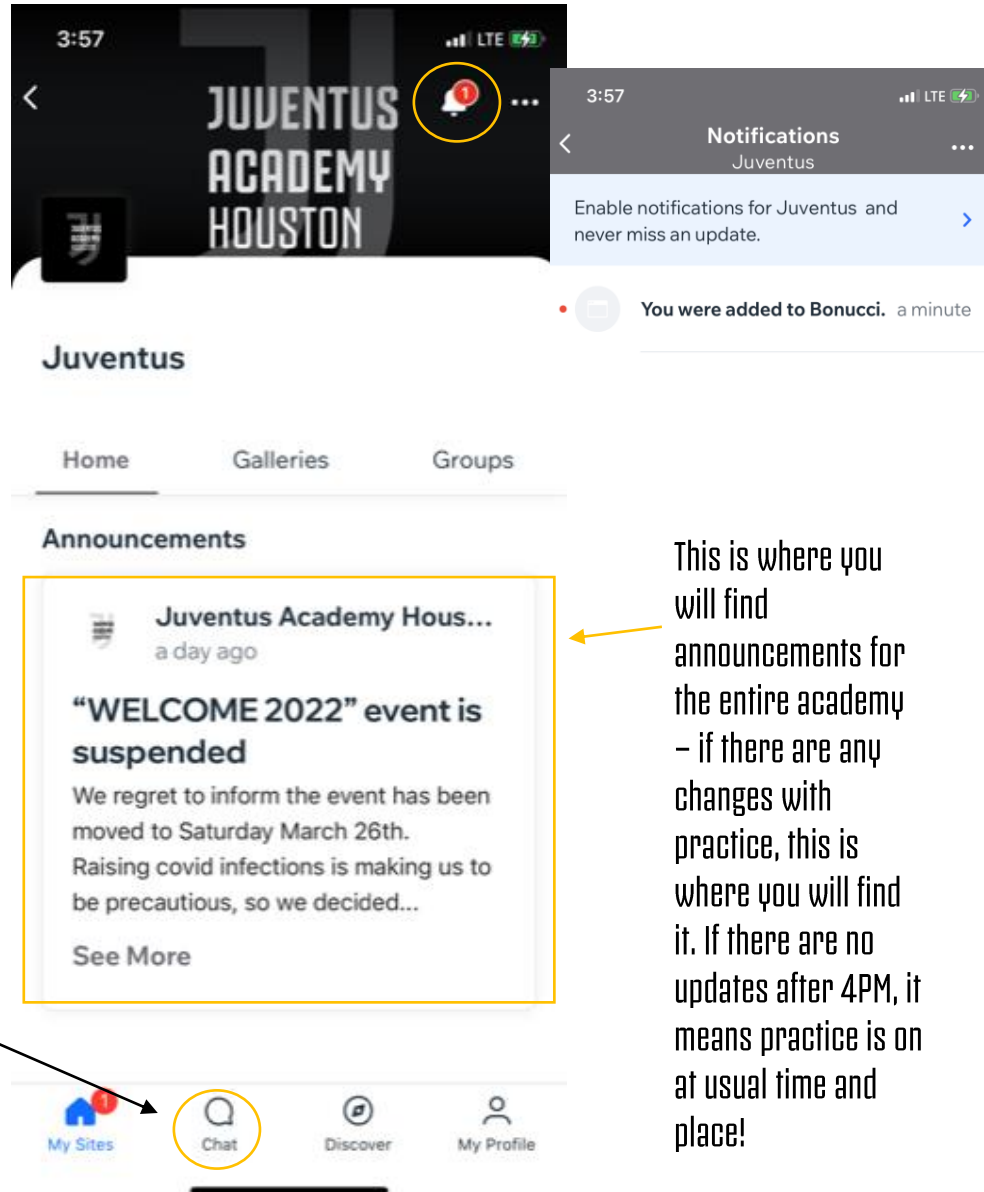 3:57
LTE
1
JUVENTUS
ACADEMY
HOUSTON
Juventus
Home Galleries Groups
Announcements
Juventus Academy Hous...
a day ago
“WELCOME 2022” event is
suspended
We regret to inform the event has been
moved to Saturday March 26th.
Raising covid infections is making us to
be precautious, so we decided...
See More
1
My Sites Chat Discover My Profile
3:57
LTE
Notifications
Juventus
Enable notifications for Juventus and
never miss an update.
You were added to Bonucci. a minute
This is where you
will find
announcements for
the entire academy
– if there are any
changes with
practice, this is
where you will find
it. If there are no
updates after 4PM, it
means practice is on
at usual time and
place!